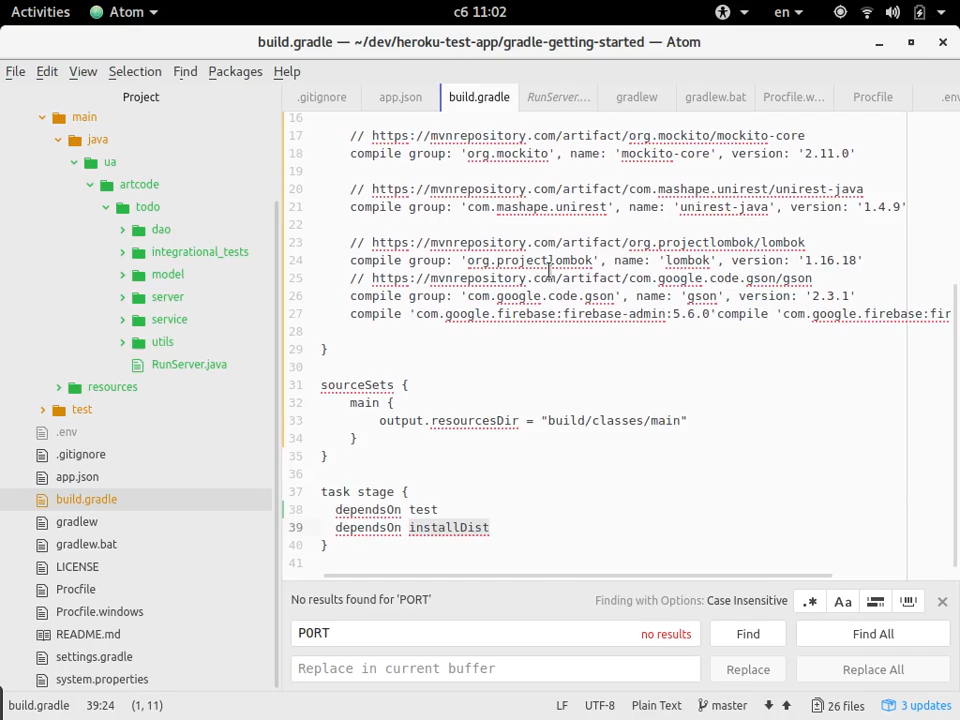 Activities Atom сб 11:02 en
build.gradle — ~/dev/heroku-test-app/gradle-getting-started — Atom
File Edit View Selection Find Packages Help
Project
main
java
ua
artcode
todo
dao
integrational_tests
model
server
service
utils
RunServer.java
resources
test
.env
.gitignore
app.json
build.gradle
gradlew
gradlew.bat
LICENSE
Procfile
Procfile.windows
README.md
settings.gradle
system.properties
.gitignore app.json build.gradle RunServer.… gradlew gradlew.bat Procfile.w… Procfile .env
16
17 // https://mvnrepository.com/artifact/org.mockito/mockito-core
18 compile group: 'org.mockito', name: 'mockito-core', version: '2.11.0'
19
20 // https://mvnrepository.com/artifact/com.mashape.unirest/unirest-java
21 compile group: 'com.mashape.unirest', name: 'unirest-java', version: '1.4.9'
22
23 // https://mvnrepository.com/artifact/org.projectlombok/lombok
24 compile group: 'org.projectlombok', name: 'lombok', version: '1.16.18'
25 // https://mvnrepository.com/artifact/com.google.code.gson/gson
26 compile group: 'com.google.code.gson', name: 'gson', version: '2.3.1'
27 compile 'com.google.firebase:firebase-admin:5.6.0'compile 'com.google.firebase:fir
28
29 }
30
31 sourceSets {
32 main {
33 output.resourcesDir = "build/classes/main"
34 }
35 }
36
37 task stage {
38 dependsOn test
39 dependsOn installDist
40 }
41
No results found for 'PORT' Finding with Options: Case Insensitive .* Aa
PORT no results Find Find All
Replace in current buffer Replace Replace All
build.gradle 39:24 (1, 11) LF UTF-8 Plain Text master 26 files 3 updates